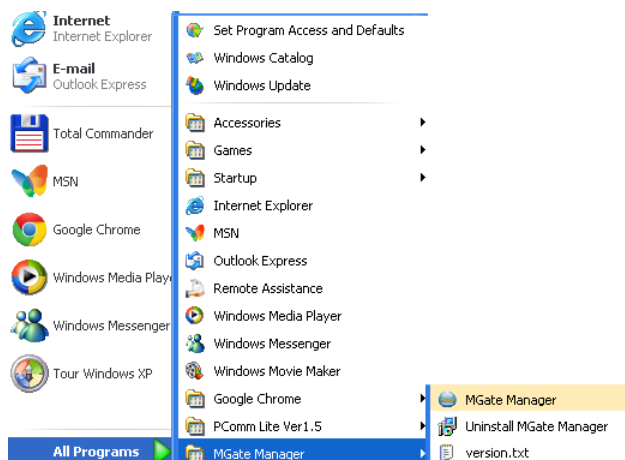 Internet
Internet Explorer
E-mail
Outlook Express
Total Commander
MSN
Google Chrome
Windows Media Play
Windows Messenger
Tour Windows XP
All Programs
Set Program Access and Defaults
Windows Catalog
Windows Update
Accessories
Games
Startup
Internet Explorer
MSN
Outlook Express
Remote Assistance
Windows Media Player
Windows Messenger
Windows Movie Maker
Google Chrome
PComm Lite Ver1.5
MGate Manager
MGate Manager
Uninstall MGate Manager
version.txt